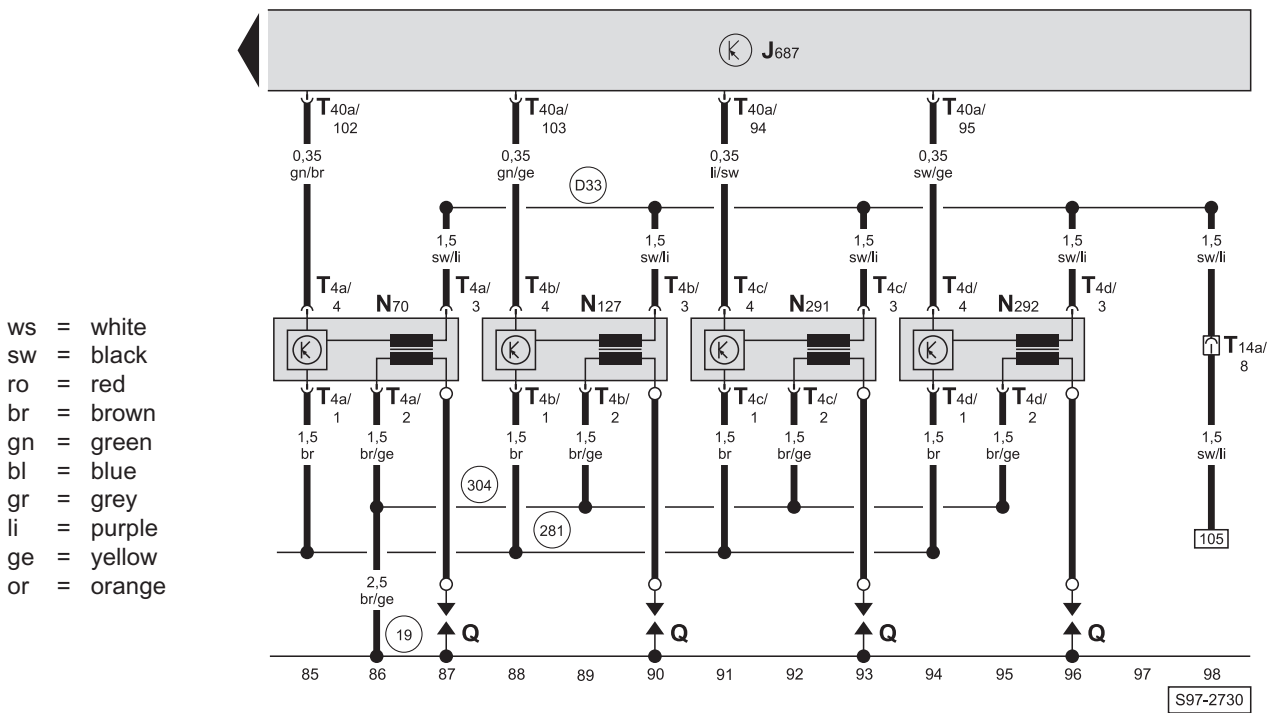 J687
T40a/ T40a/ T40a/ T40a/
102 103 94 95
0,35 0,35 0,35 0,35
gn/br gn/ge li/sw sw/ge
D33
1,5 1,5 1,5 1,5 1,5
sw/li sw/li sw/li sw/li sw/li
T4a/ N70 T4a/ T4b/ N127 T4b/ T4c/ N291 T4c/ T4d/ N292 T4d/
4 3 4 3 4 3 4 3
ws = white
sw = black
ro = red
br = brown
gn = green
bl = blue
gr = grey
li = purple
ge = yellow
or = orange
T14a/
8
T4a/ T4a/ T4b/ T4b/ T4c/ T4c/ T4d/ T4d/
1 2 1 2 1 2 1 2
1,5 1,5 1,5 1,5 1,5 1,5 1,5 1,5 1,5
br br/ge br br/ge br br/ge br br/ge sw/li
304
281
105
2,5
br/ge
19 Q Q Q Q
85 86 87 88 89 90 91 92 93 94 95 96 97 98
S97-2730